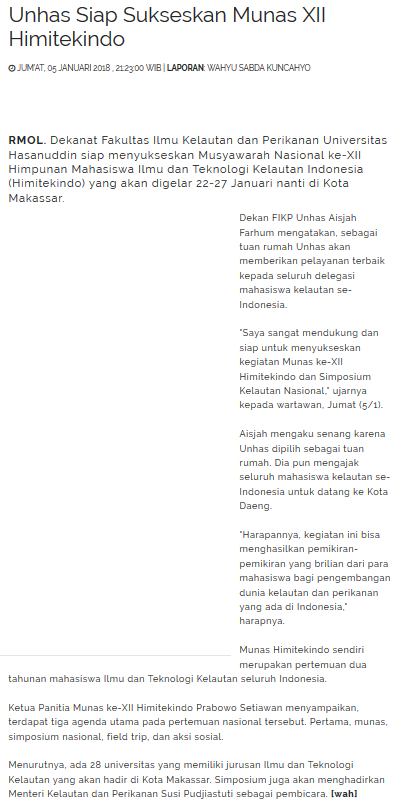 Unhas Siap Sukseskan Munas XII
Himitekindo
JUM'AT, 05 JANUARI 2018 , 21:23:00 WIB | LAPORAN: WAHYU SABDA KUNCAHYO
RMOL. Dekanat Fakultas Ilmu Kelautan dan Perikanan Universitas
Hasanuddin siap menyukseskan Musyawarah Nasional ke-XII
Himpunan Mahasiswa Ilmu dan Teknologi Kelautan Indonesia
(Himitekindo) yang akan digelar 22-27 Januari nanti di Kota
Makassar.
Dekan FIKP Unhas Aisjah
Farhum mengatakan, sebagai
tuan rumah Unhas akan
memberikan pelayanan terbaik
kepada seluruh delegasi
mahasiswa kelautan se-
Indonesia.
"Saya sangat mendukung dan
siap untuk menyukseskan
kegiatan Munas ke-XII
Himitekindo dan Simposium
Kelautan Nasional," ujarnya
kepada wartawan, Jumat (5/1).
Aisjah mengaku senang karena
Unhas dipilih sebagai tuan
rumah. Dia pun mengajak
seluruh mahasiswa kelautan se-
Indonesia untuk datang ke Kota
Daeng.
"Harapannya, kegiatan ini bisa
menghasilkan pemikiran-
pemikiran yang brilian dari para
mahasiswa bagi pengembangan
dunia kelautan dan perikanan
yang ada di Indonesia,"
harapnya.
Munas Himitekindo sendiri
merupakan pertemuan dua
tahunan mahasiswa Ilmu dan Teknologi Kelautan seluruh Indonesia.
Ketua Panitia Munas ke-XII Himitekindo Prabowo Setiawan menyampaikan,
terdapat tiga agenda utama pada pertemuan nasional tersebut. Pertama, munas,
simposium nasional, field trip, dan aksi sosial.
Menurutnya, ada 28 universitas yang memiliki jurusan Ilmu dan Teknologi
Kelautan yang akan hadir di Kota Makassar. Simposium juga akan menghadirkan
Menteri Kelautan dan Perikanan Susi Pudjiastuti sebagai pembicara. [wah]